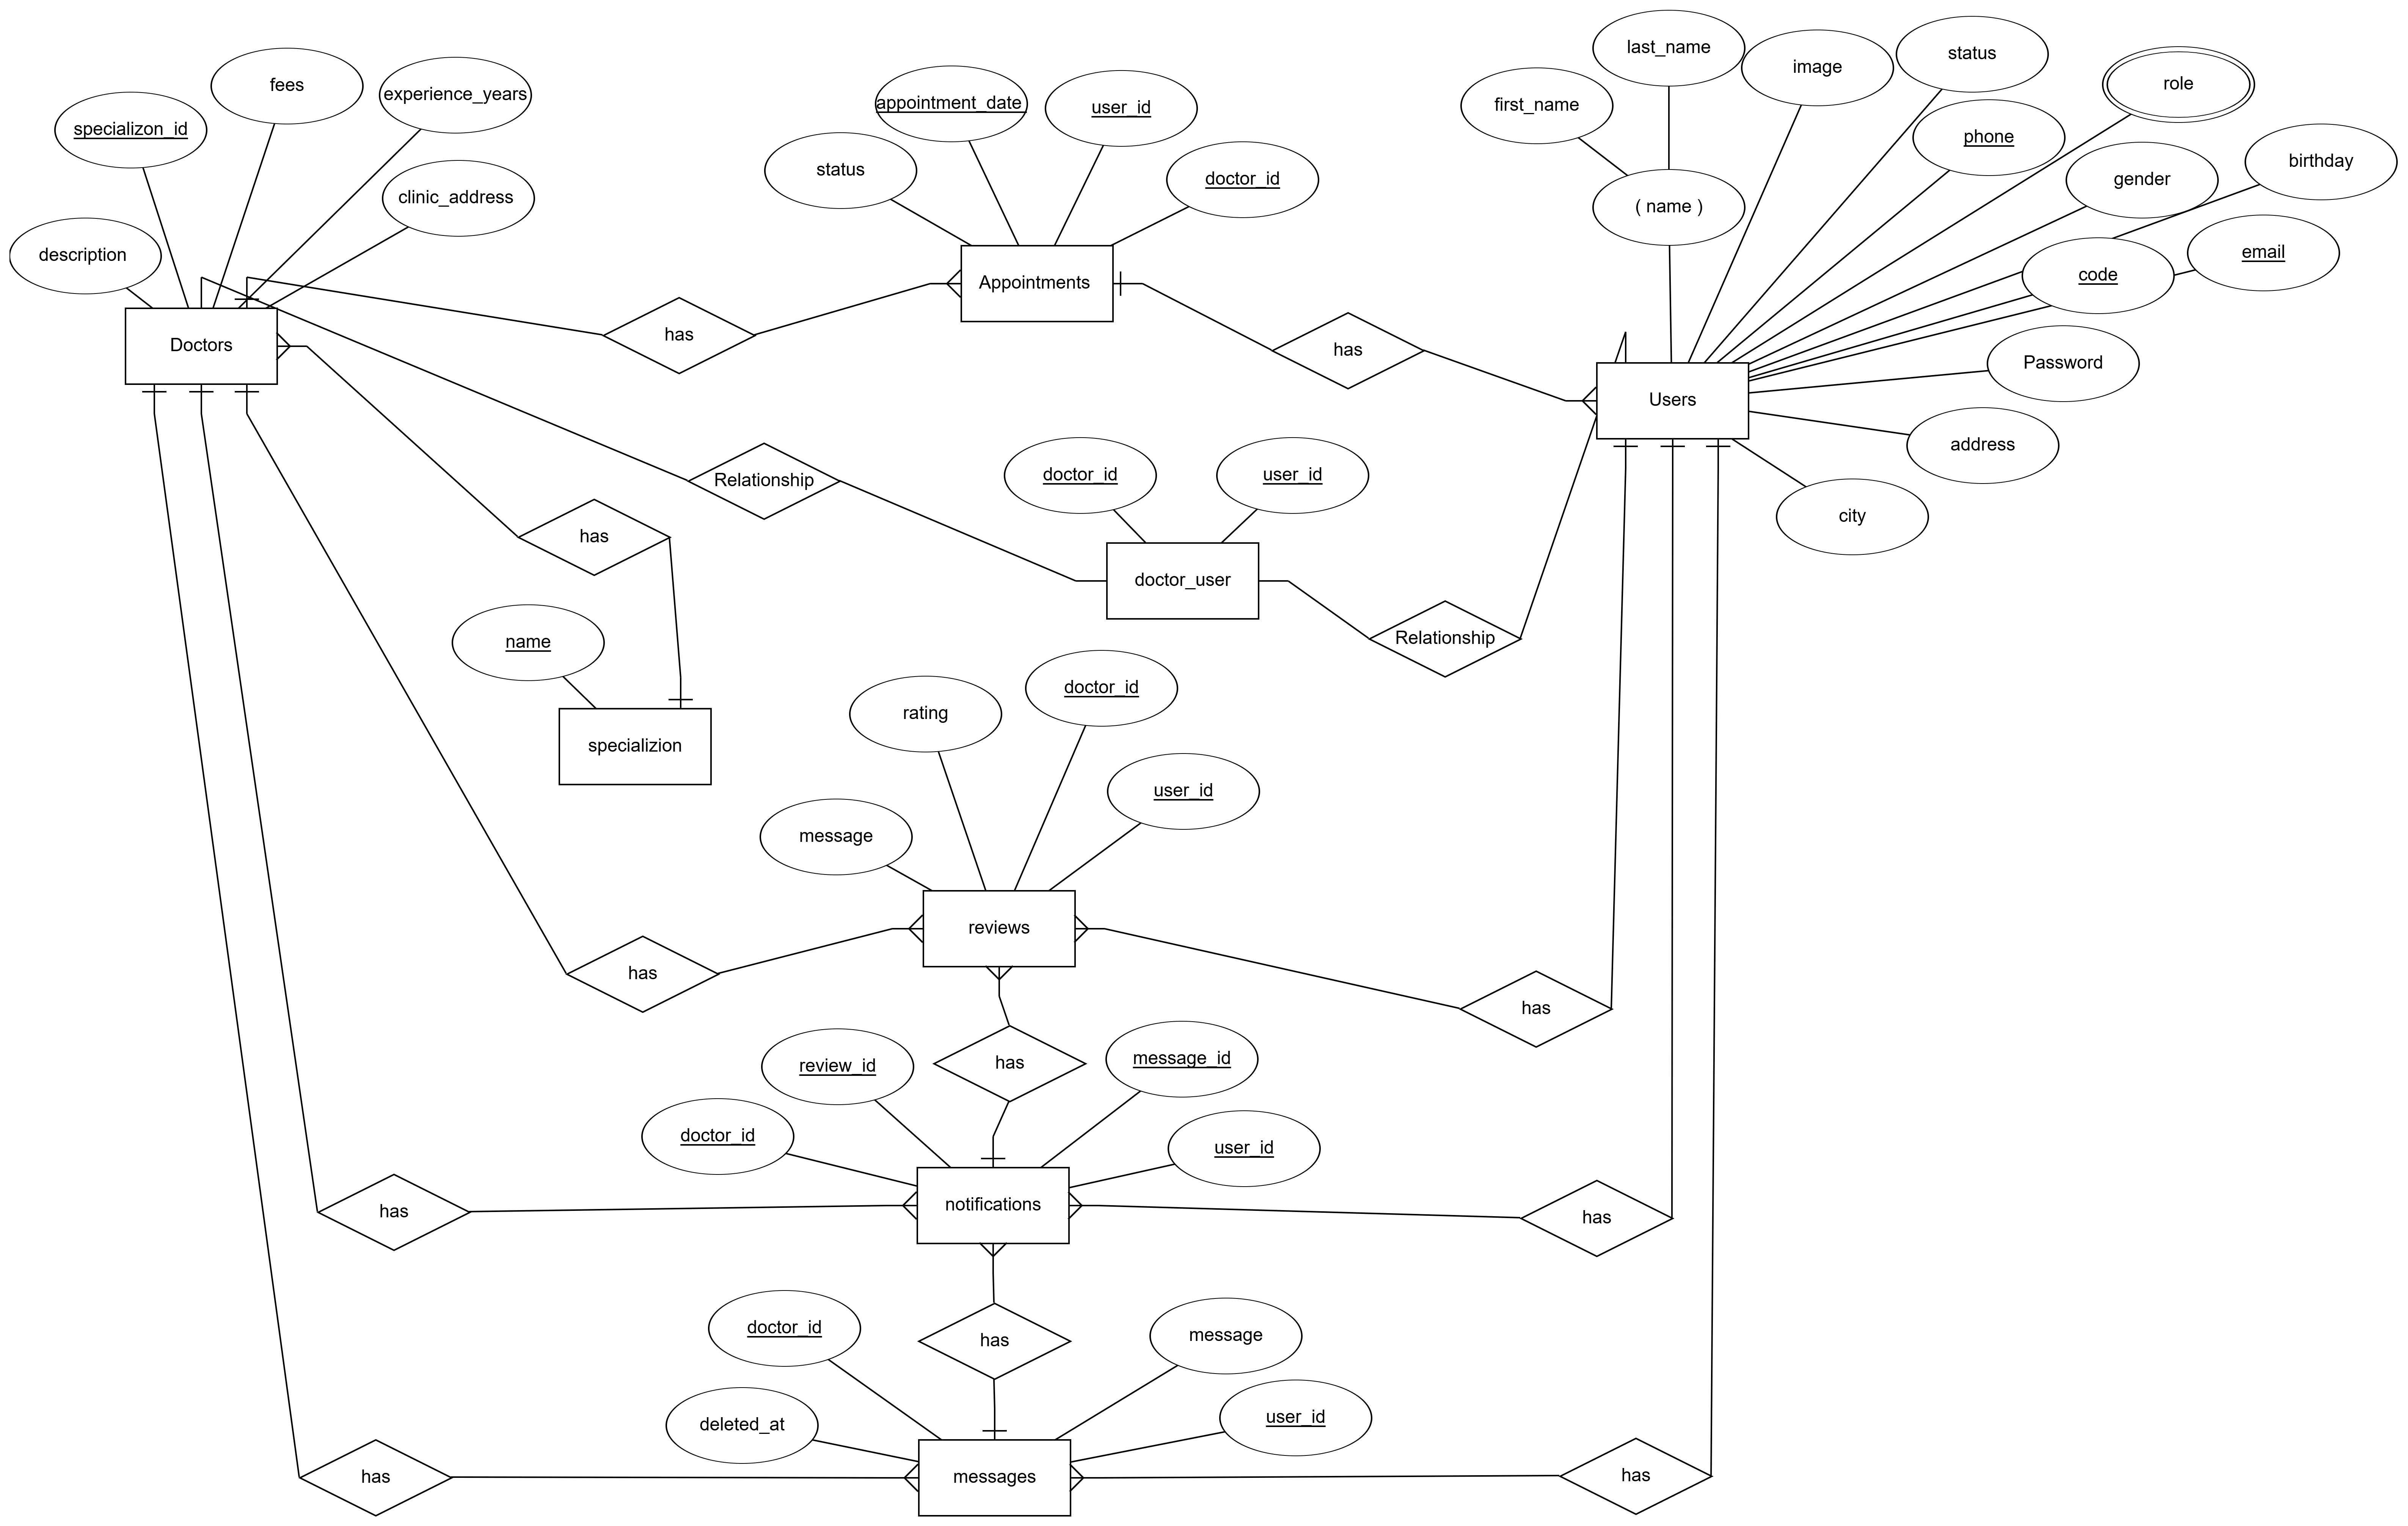 last_name
status
image
role
fees
experience_years
first_name
appointment_date
user_id
specializon_id
phone
birthday
status
doctor_id
gender
clinic_address
( name )
description
code
email
Appointments
has
has
Doctors
Users
Password
address
doctor_id
user_id
Relationship
city
has
doctor_user
name
Relationship
doctor_id
rating
specializion
user_id
message
reviews
has
has
has
review_id
message_id
doctor_id
user_id
notifications
has
has
doctor_id
has
message
deleted_at
user_id
has
messages
has